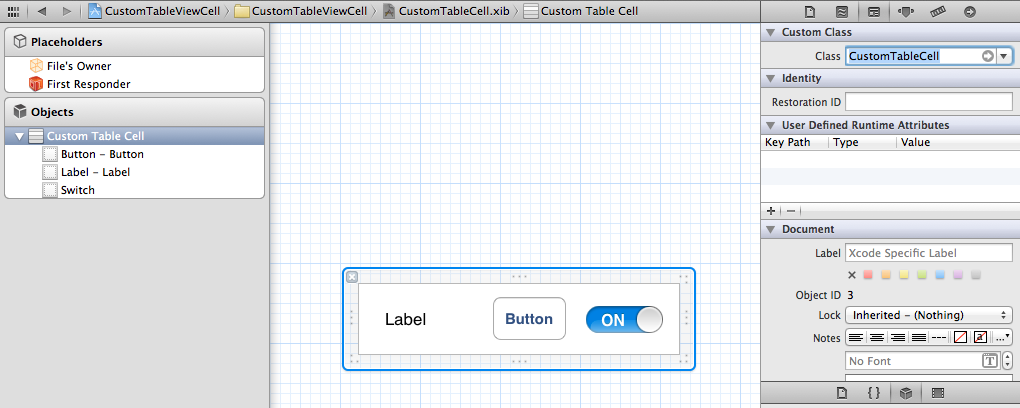 CustomTableViewCell CustomTableViewCell CustomTableCell.xib Custom Table Cell
Placeholders
File's Owner
First Responder
Objects
Custom Table Cell
Button – Button
Label – Label
Switch
Label Button ON
Custom Class
Class CustomTableCell
Identity
Restoration ID
User Defined Runtime Attributes
Key Path Type Value
Document
Label Xcode Specific Label
Object ID 3
Lock Inherited – (Nothing)
Notes
No Font